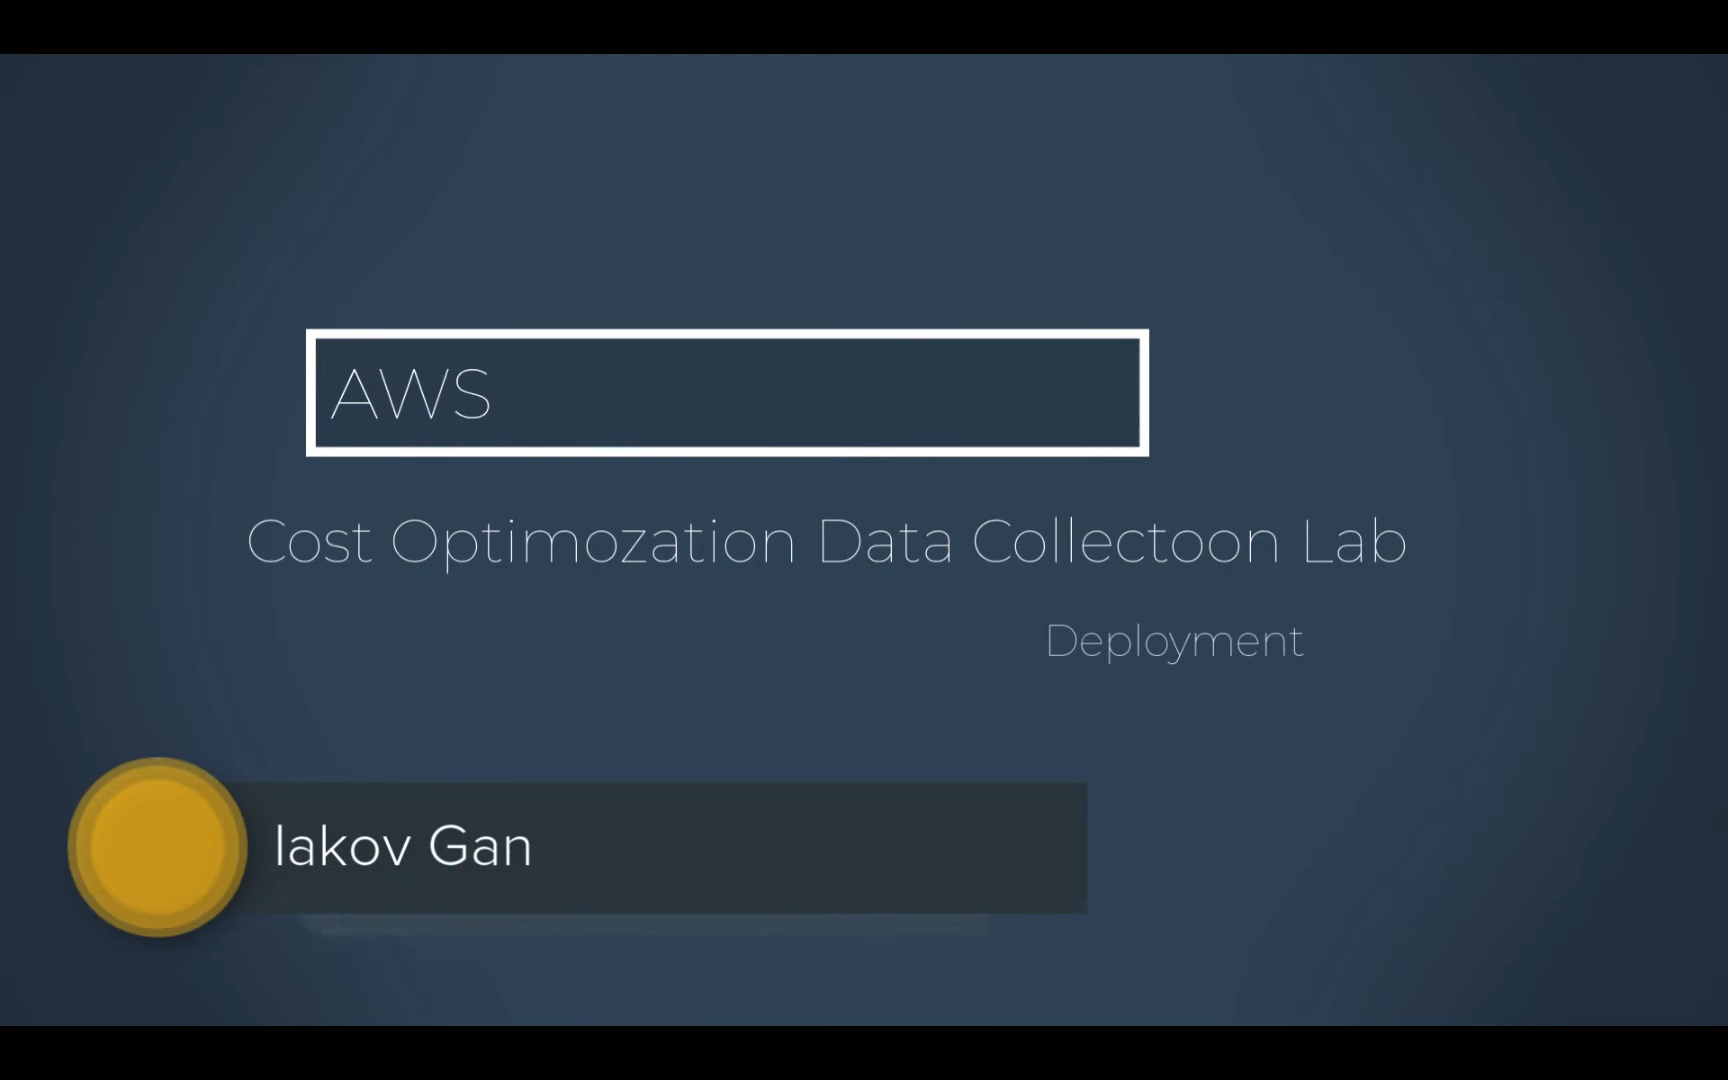 AWS
Cost Optimozation Data Collectoon Lab
Deployment
Iakov Gan